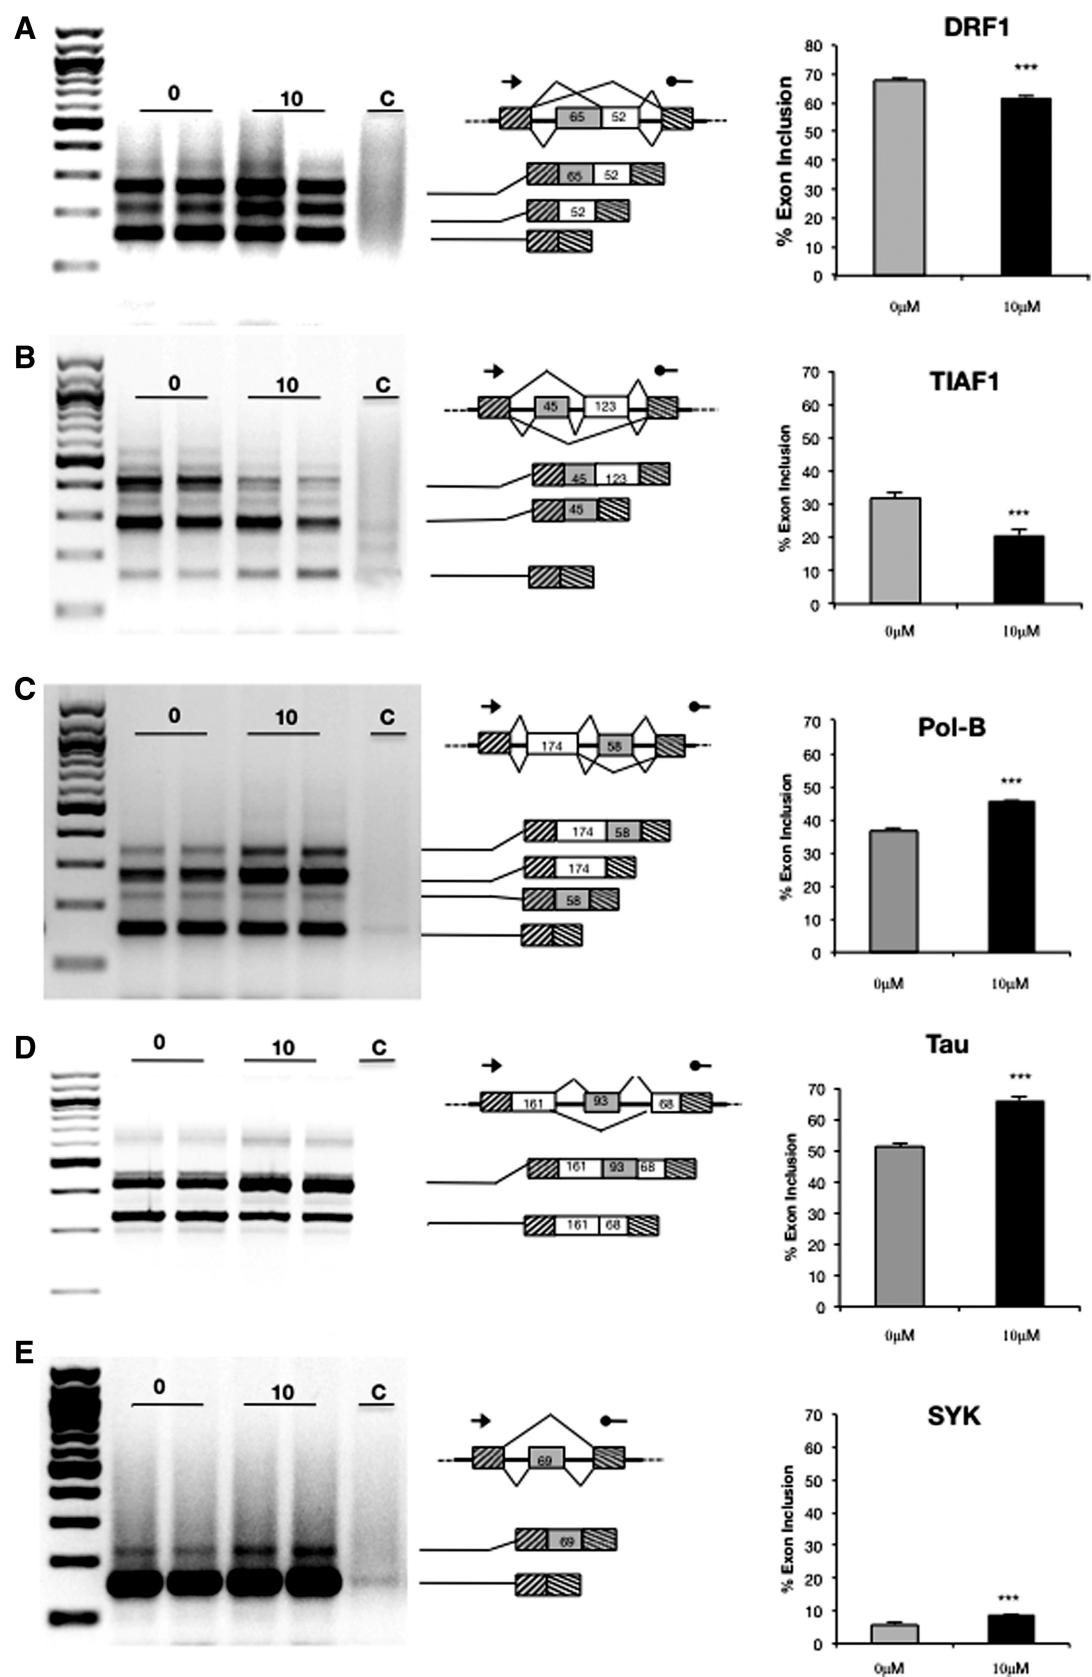 A
0 10 C
65 52
65 52
52
DRF1
% Exon Inclusion
80
70
60
50
40
30
20
10
0
***
0µM 10µM
B
0 10 C
45 123
45 123
45
TIAF1
% Exon Inclusion
70
60
50
40
30
20
10
0
***
0µM 10µM
C
0 10 C
174 58
174 58
174
58
Pol-B
% Exon Inclusion
70
60
50
40
30
20
10
0
***
0µM 10µM
D
0 10 C
161 93 68
161 93 68
161 68
Tau
% Exon Inclusion
70
60
50
40
30
20
10
0
***
0µM 10µM
E
0 10 C
69
69
SYK
% Exon Inclusion
70
60
50
40
30
20
10
0
***
0µM 10µM